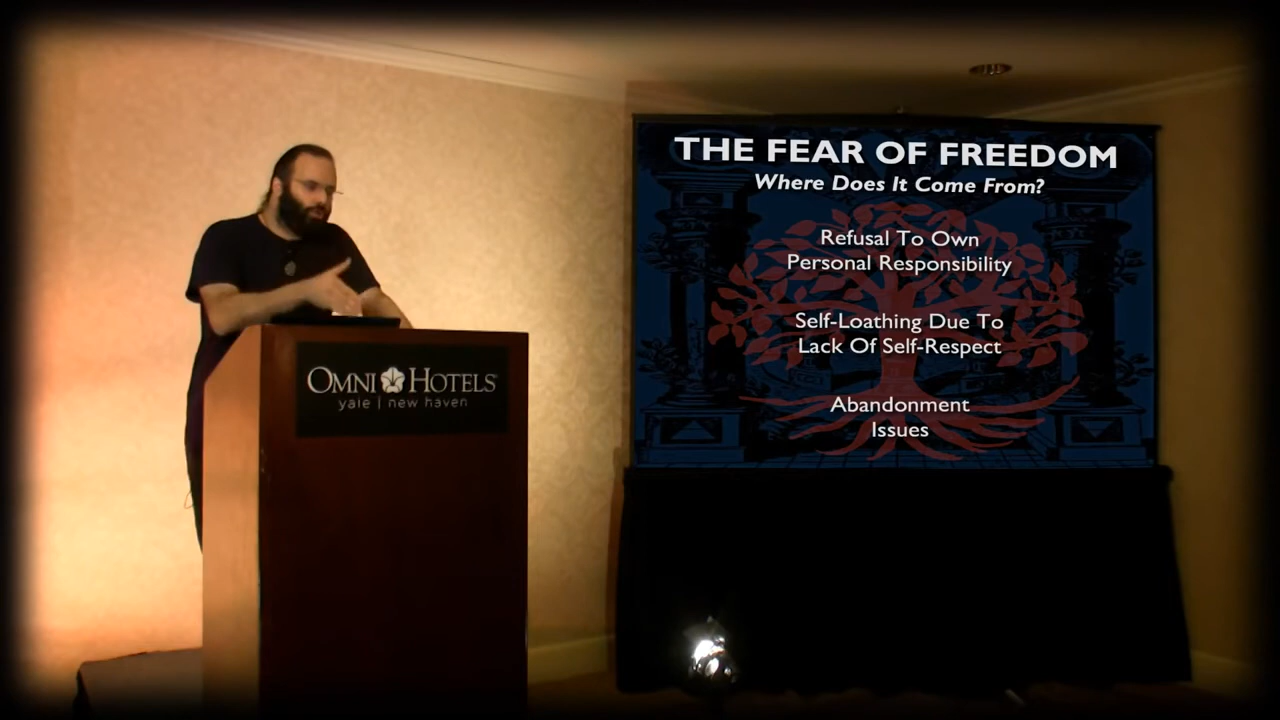 OMNI HOTELS
yale | new haven
THE FEAR OF FREEDOM
Where Does It Come From?
Refusal To Own
Personal Responsibility
Self-Loathing Due To
Lack Of Self-Respect
Abandonment
Issues